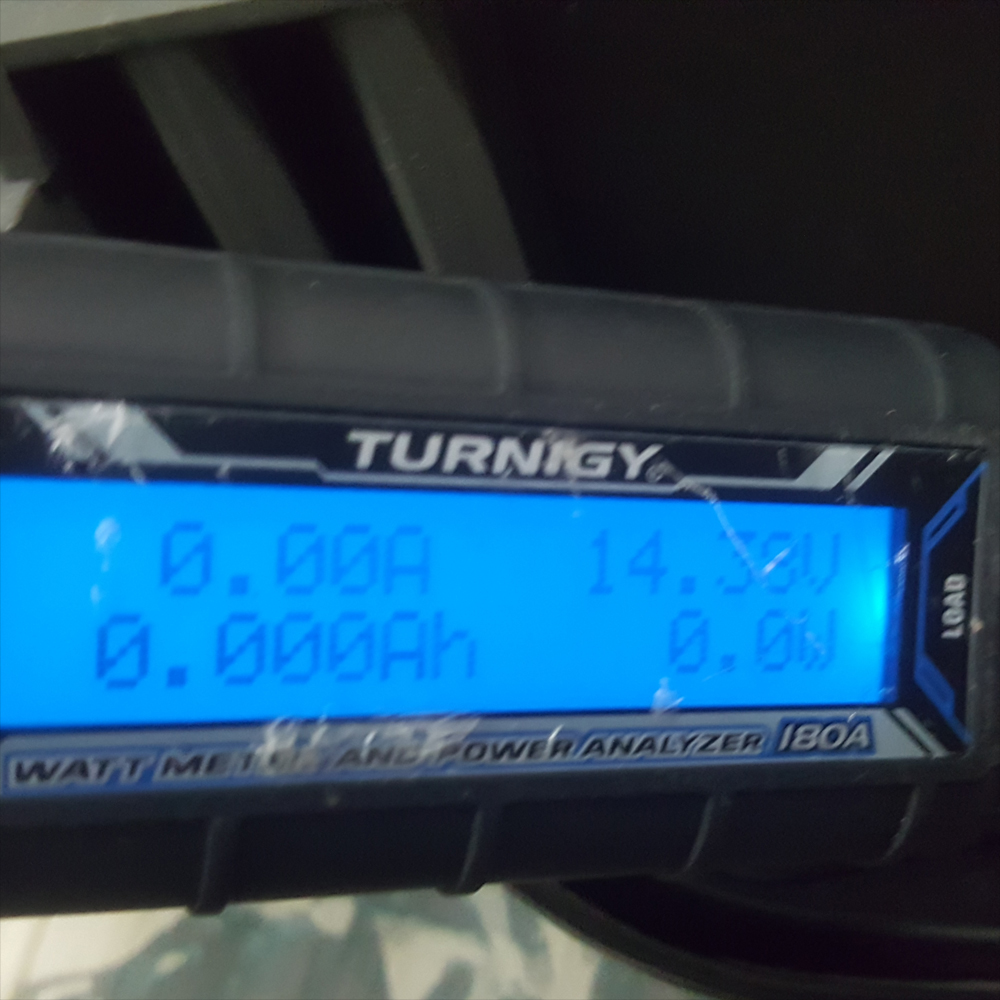 TURNIGY
0.00A 14.38V
0.000Ah 0.0W
LOAD
WATT METER AND POWER ANALYZER 180A